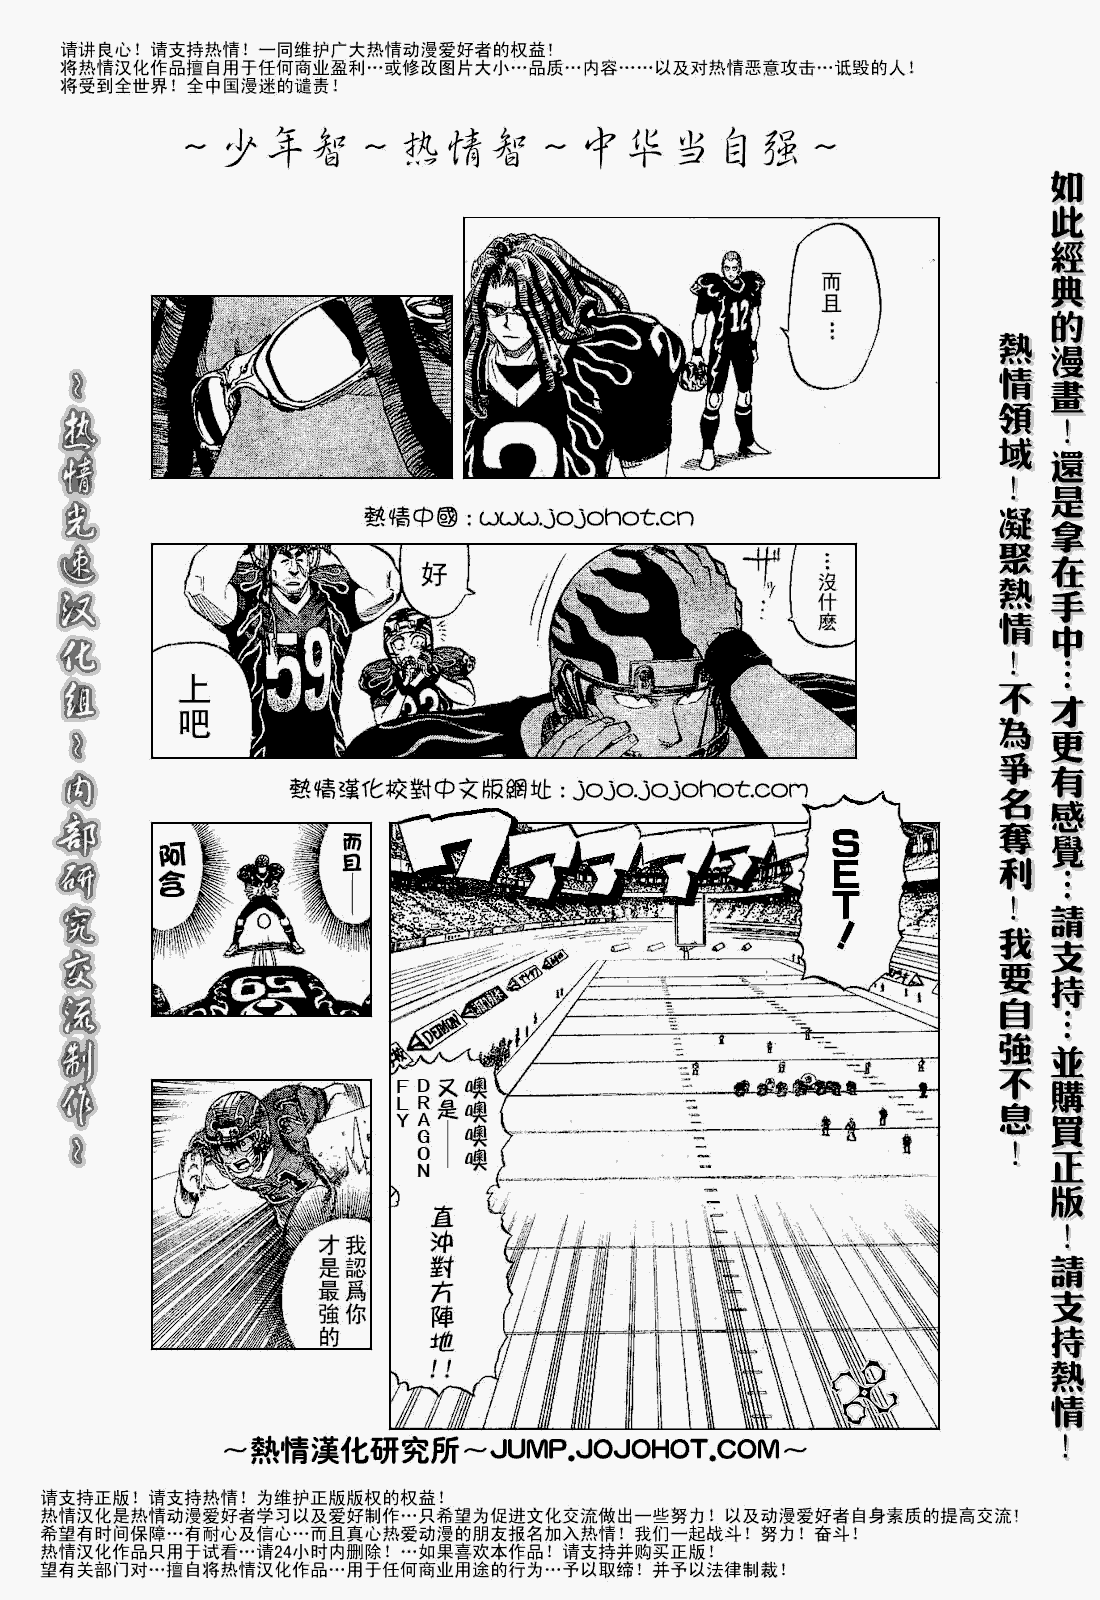 请讲良心！请支持热情！一同维护广大热情动漫爱好者的权益！
将热情汉化作品擅自用于任何商业盈利…或修改图片大小…品质…内容……以及对热情恶意攻击…诋毁的人！
将受到全世界！全中国漫迷的谴责！
～少年智～热情智～中华当自强～
如此經典的漫畫！還是拿在手中…才更有感覺…請支持…並購買正版！請支持熱情！
熱情領域！凝聚熱情！不為爭名奪利！我要自強不息！
～热情光速汉化组～内部研究交流制作～
而且…
12
熱情中國：www.jojohot.cn
…沒什麽
ザッ…
好
59
上吧
熱情漢化校對中文版網址：jojo.jojohot.com
SET!
ワアアアアア
DEIMON
噢噢噢噢
又是——
DRAGON
FLY
直沖對方陣地!!
而且——
阿含
59
我認爲你
才是最強的
～熱情漢化研究所～JUMP.JOJOHOT.COM～
请支持正版！请支持热情！为维护正版版权的权益！
热情汉化是热情动漫爱好者学习以及爱好制作…只希望为促进文化交流做出一些努力！以及动漫爱好者自身素质的提高交流！
希望有时间保障…有耐心及信心…而且真心热爱动漫的朋友报名加入热情！我们一起战斗！努力！奋斗！
热情汉化作品只用于试看…请24小时内删除！…如果喜欢本作品！请支持并购买正版！
望有关部门对…擅自将热情汉化作品…用于任何商业用途的行为…予以取缔！并予以法律制裁！